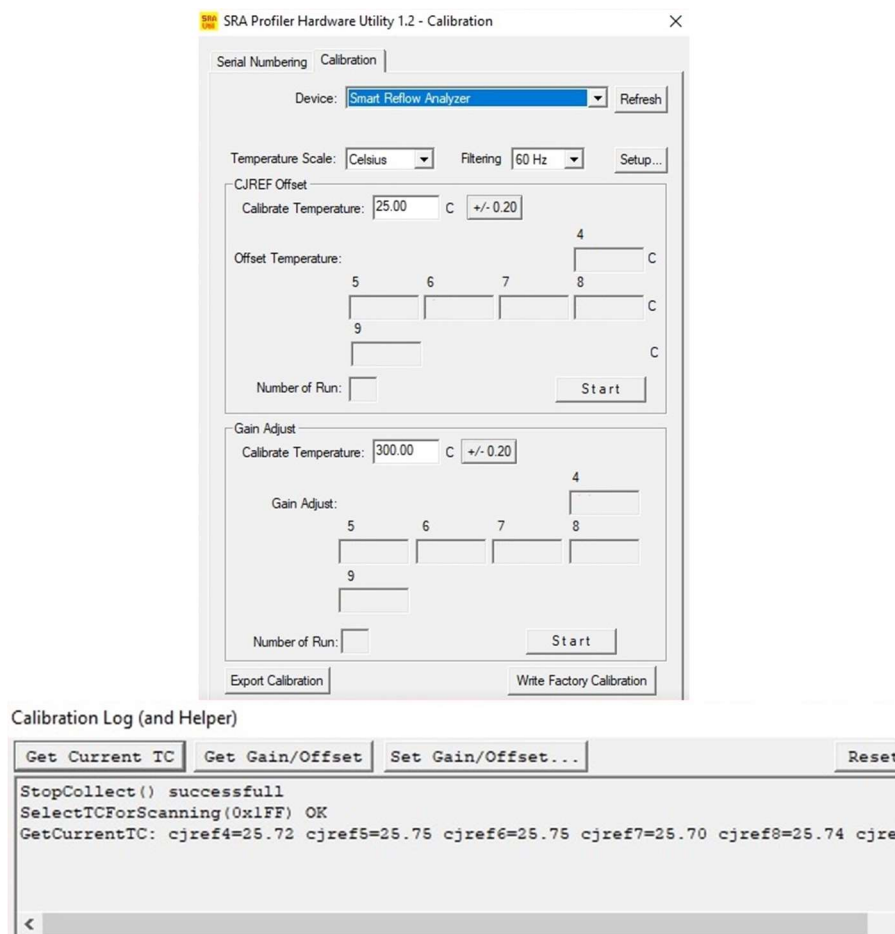 SRA Util SRA Profiler Hardware Utility 1.2 - Calibration
Serial Numbering Calibration
Device: Smart Reflow Analyzer Refresh
Temperature Scale: Celsius Filtering 60 Hz Setup...
CJREF Offset
Calibrate Temperature: 25.00 C +/- 0.20
4
Offset Temperature: C
5 6 7 8
C
9
C
Number of Run: Start
Gain Adjust
Calibrate Temperature: 300.00 C +/- 0.20
4
Gain Adjust:
5 6 7 8
9
Number of Run: Start
Export Calibration Write Factory Calibration
Calibration Log (and Helper)
Get Current TC Get Gain/Offset Set Gain/Offset... Reset
StopCollect() successfull
SelectTCForScanning(0x1FF) OK
GetCurrentTC: cjref4=25.72 cjref5=25.75 cjref6=25.75 cjref7=25.70 cjref8=25.74 cjre